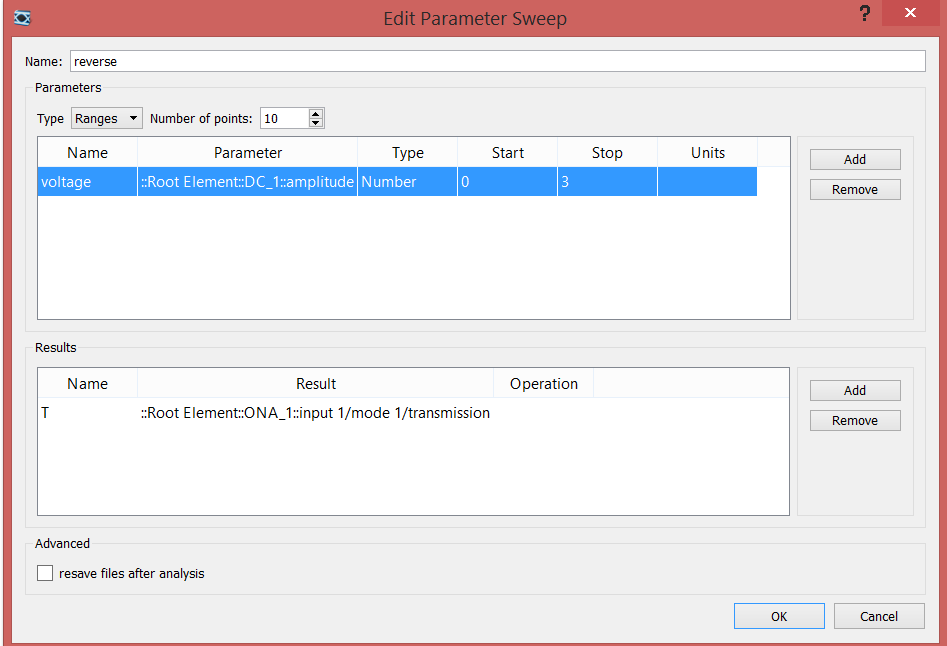 Edit Parameter Sweep
?
Name: reverse
Parameters
Type Ranges Number of points: 10
Name Parameter Type Start Stop Units
voltage ::Root Element::DC_1::amplitude Number 0 3
Add
Remove
Results
Name Result Operation
T ::Root Element::ONA_1::input 1/mode 1/transmission
Add
Remove
Advanced
resave files after analysis
OK Cancel